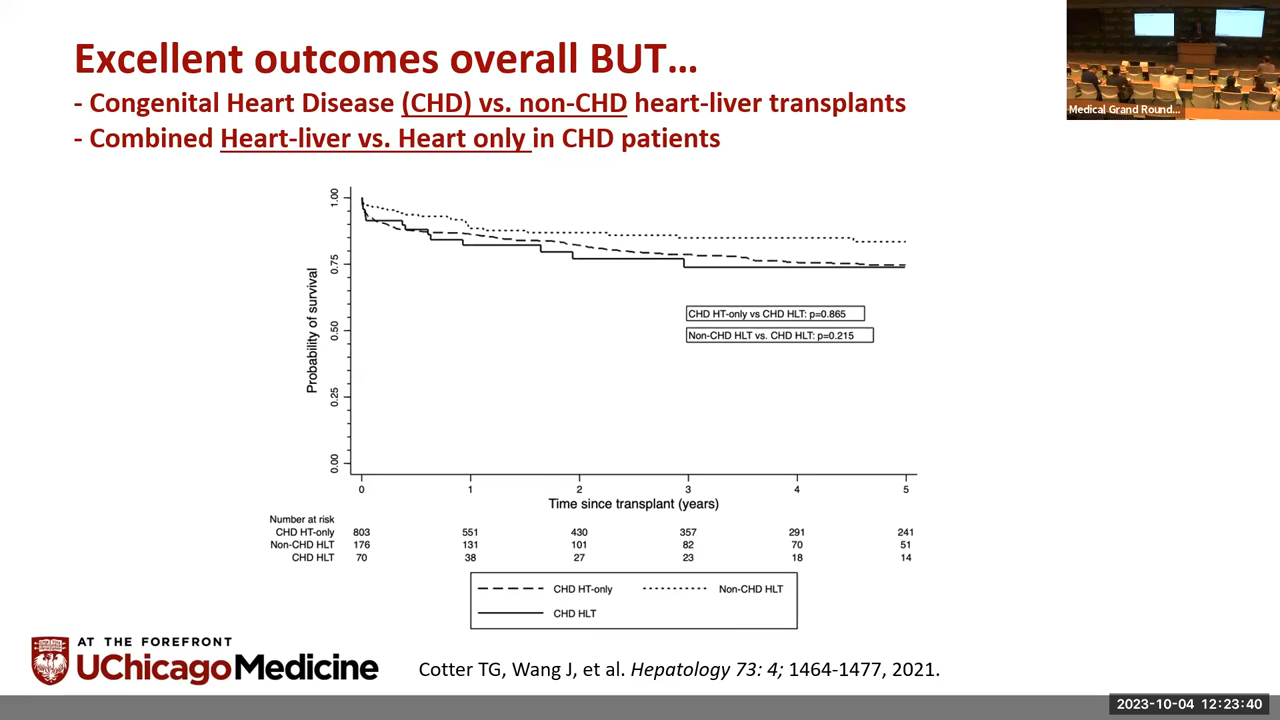 Excellent outcomes overall BUT...
- Congenital Heart Disease (CHD) vs. non-CHD heart-liver transplants
- Combined Heart-liver vs. Heart only in CHD patients
Medical Grand Round...
Probability of survival
1.00
0.75
0.50
0.25
0.00
CHD HT-only vs CHD HLT: p=0.865
Non-CHD HLT vs. CHD HLT: p=0.215
0 1 2 3 4 5
Time since transplant (years)
Number at risk
CHD HT-only 803 551 430 357 291 241
Non-CHD HLT 176 131 101 82 70 51
CHD HLT 70 38 27 23 18 14
CHD HT-only Non-CHD HLT
CHD HLT
AT THE FOREFRONT
UChicagoMedicine
Cotter TG, Wang J, et al. Hepatology 73: 4; 1464-1477, 2021.
2023-10-04 12:23:40